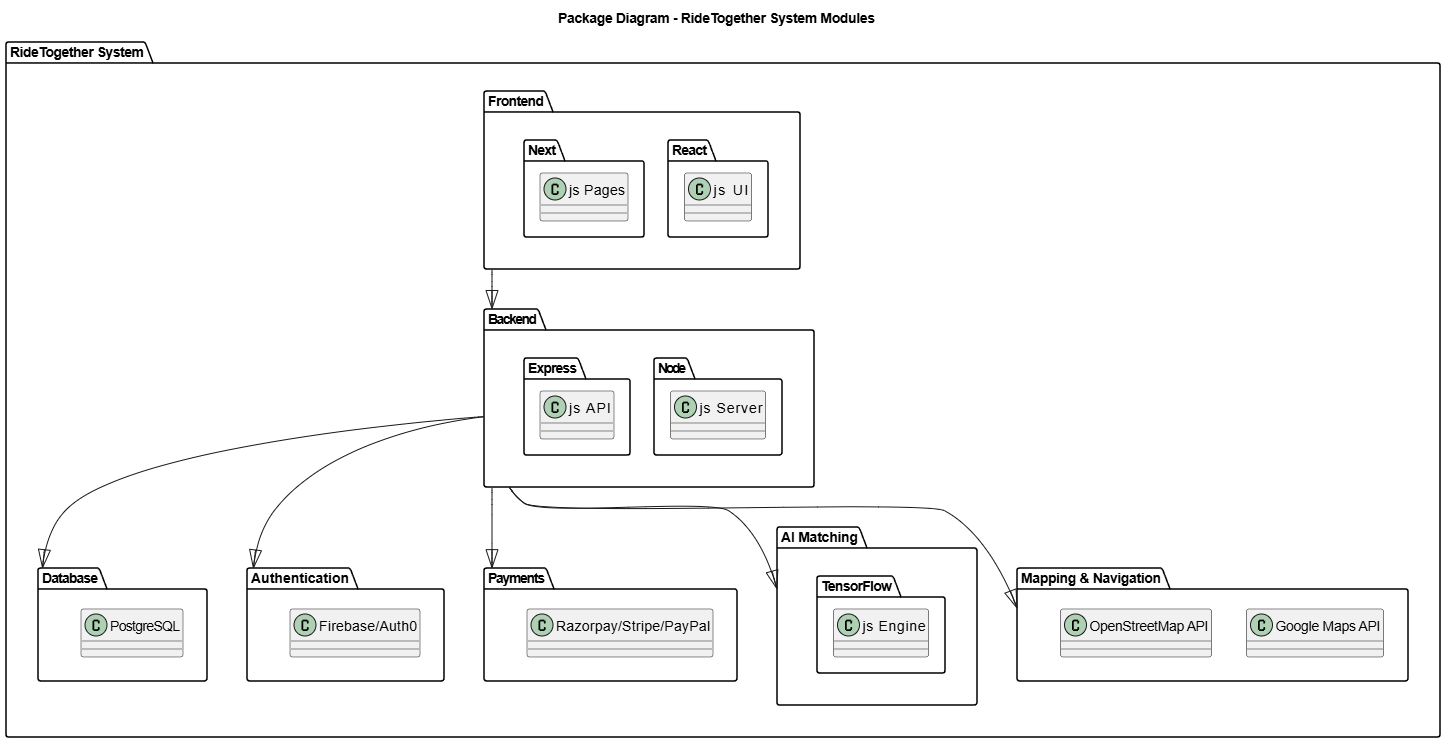 Package Diagram - RideTogether System Modules
RideTogether System
Frontend
Next
React
C js Pages
C js UI
Backend
Express
Node
C js API
C js Server
AI Matching
Database
Authentication
Payments
TensorFlow
Mapping & Navigation
C PostgreSQL
C Firebase/Auth0
C Razorpay/Stripe/PayPal
C js Engine
C OpenStreetMap API
C Google Maps API